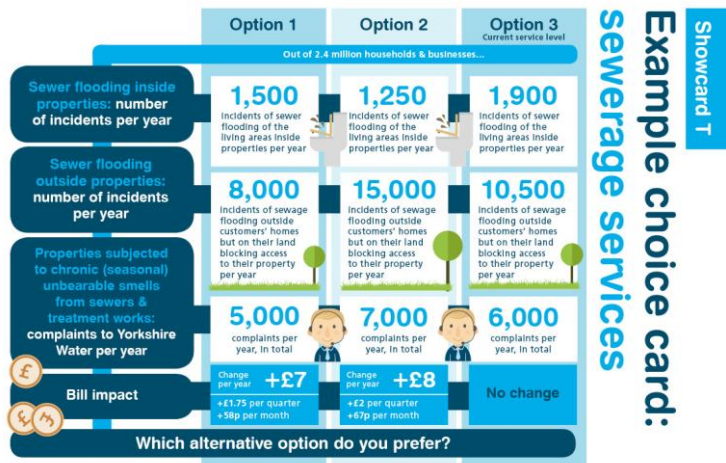 Showcard T
Example choice card:
sewerage services
Option 1
Option 2
Option 3
Current service level
Out of 2.4 million households & businesses...
Sewer flooding inside
properties: number
of incidents per year
1,500
incidents of sewer
flooding of the
living areas inside
properties per year
1,250
incidents of sewer
flooding of the
living areas inside
properties per year
1,900
incidents of sewer
flooding of the
living areas inside
properties per year
Sewer flooding
outside properties:
number of incidents
per year
8,000
incidents of sewage
flooding outside
customers' homes
but on their land
blocking access
to their property
per year
15,000
incidents of sewage
flooding outside
customers' homes
but on their land
blocking access
to their property
per year
10,500
incidents of sewage
flooding outside
customers' homes
but on their land
blocking access
to their property
per year
Properties subjected
to chronic (seasonal)
unbearable smells
from sewers &
treatment works:
complaints to Yorkshire
Water per year
5,000
complaints per
year, in total
7,000
complaints per
year, in total
6,000
complaints per
year, in total
£
££
Bill impact
Change
per year +£7
+£1.75 per quarter
+58p per month
Change
per year +£8
+£2 per quarter
+67p per month
No change
Which alternative option do you prefer?